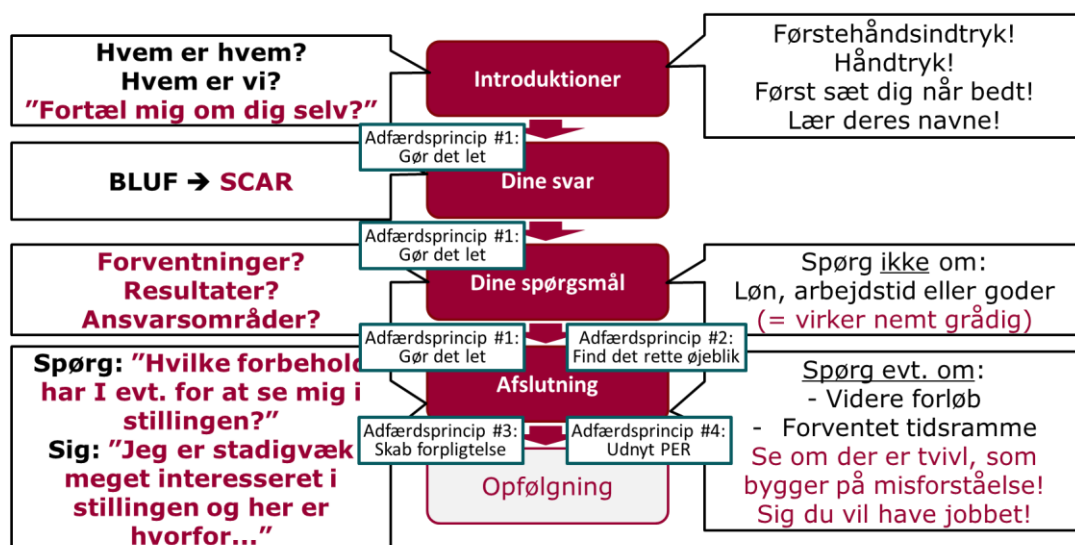 Hvem er hvem?
Hvem er vi?
”Fortæl mig om dig selv?”
Introduktioner
Førstehåndsindtryk!
Håndtryk!
Først sæt dig når bedt!
Lær deres navne!
Adfærdsprincip #1:
Gør det let
BLUF → SCAR
Dine svar
Adfærdsprincip #1:
Gør det let
Forventninger?
Resultater?
Ansvarsområder?
Dine spørgsmål
Spørg ikke om:
Løn, arbejdstid eller goder
(= virker nemt grådig)
Adfærdsprincip #1:
Gør det let
Adfærdsprincip #2:
Find det rette øjeblik
Spørg: ”Hvilke forbehold
har I evt. for at se mig i
stillingen?”
Sig: ”Jeg er stadigvæk
meget interesseret i
stillingen og her er
hvorfor...”
Afslutning
Spørg evt. om:
- Videre forløb
- Forventet tidsramme
Se om der er tvivl, som
bygger på misforståelse!
Sig du vil have jobbet!
Adfærdsprincip #3:
Skab forpligtelse
Adfærdsprincip #4:
Udnyt PER
Opfølgning